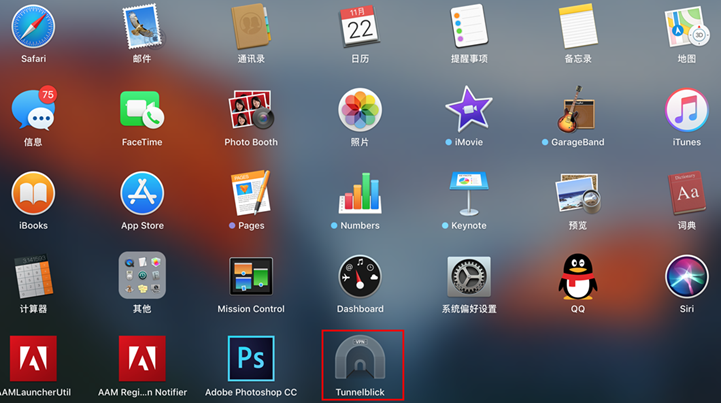 11月
22
3D
Safari
邮件
通讯录
日历
提醒事项
备忘录
地图
75
信息
FaceTime
Photo Booth
照片
iMovie
GarageBand
iTunes
Dictionary
Aa
iBooks
App Store
Pages
Numbers
Keynote
预览
词典
计算器
其他
Mission Control
Dashboard
系统偏好设置
QQ
Siri
Ps
VPN
AAMLauncherUtil
AAM Regi...n Notifier
Adobe Photoshop CC
Tunnelblick